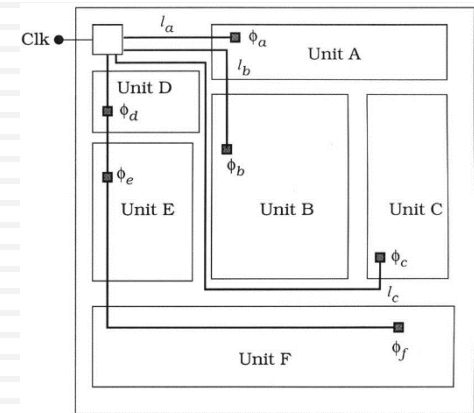 Clk
l_a
ϕ_a
Unit A
l_b
Unit D
ϕ_d
ϕ_b
ϕ_e
Unit E
Unit B
Unit C
ϕ_c
l_c
ϕ_f
Unit F